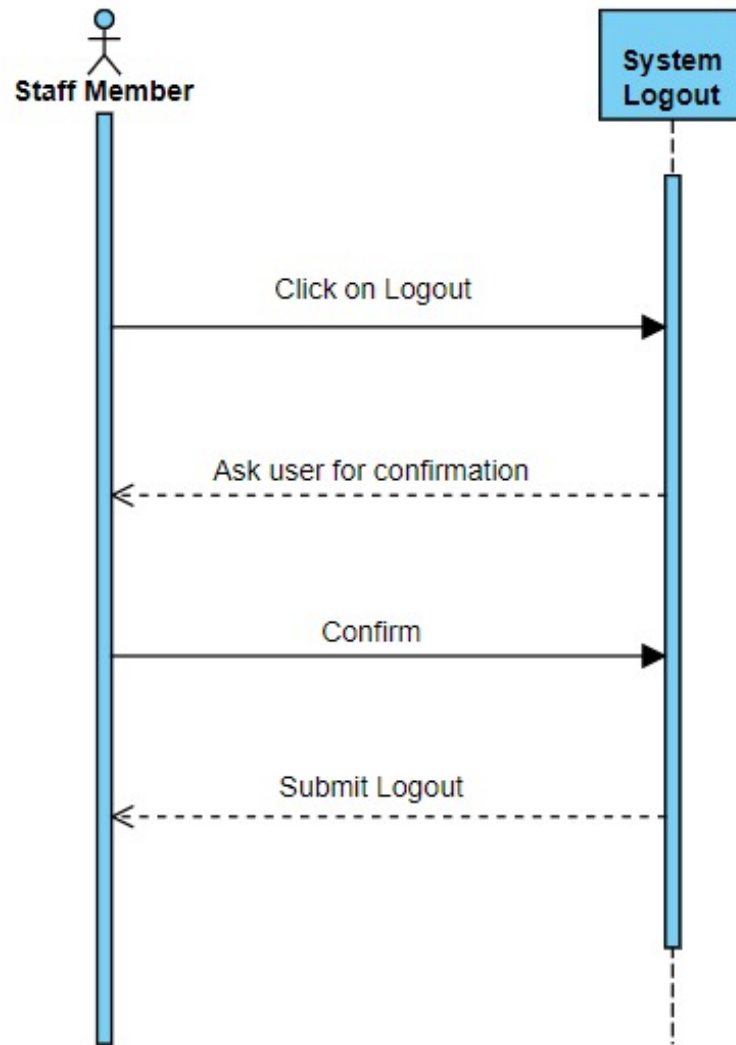 Staff Member
System
Logout
Click on Logout
Ask user for confirmation
Confirm
Submit Logout